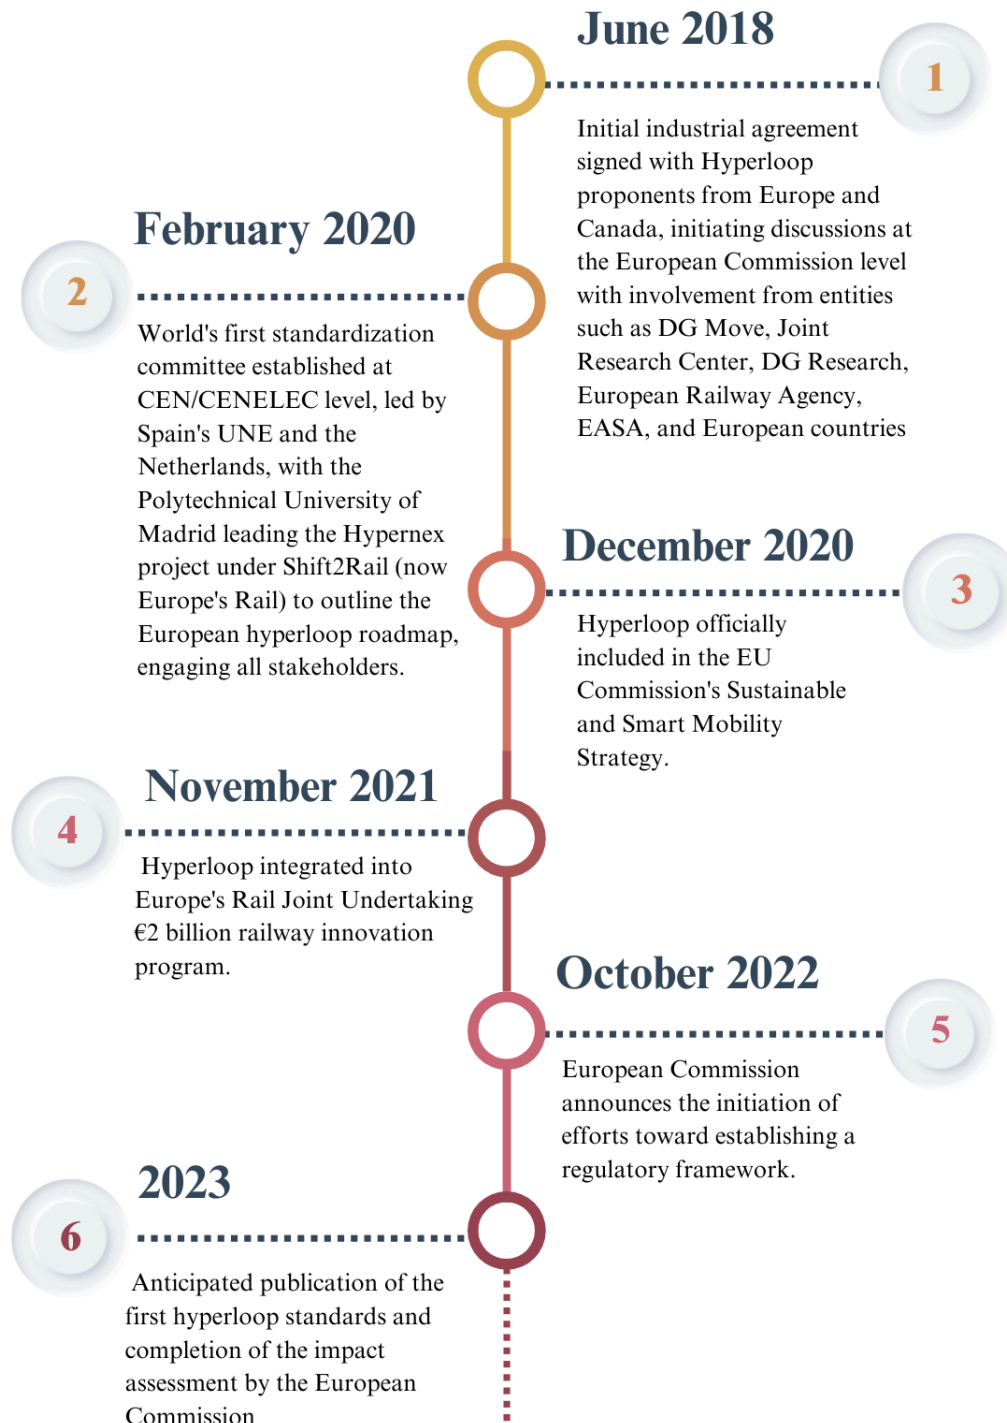 June 2018
1
Initial industrial agreement
signed with Hyperloop
proponents from Europe and
Canada, initiating discussions at
the European Commission level
with involvement from entities
such as DG Move, Joint
Research Center, DG Research,
European Railway Agency,
EASA, and European countries
February 2020
2
World's first standardization
committee established at
CEN/CENELEC level, led by
Spain's UNE and the
Netherlands, with the
Polytechnical University of
Madrid leading the Hypernex
project under Shift2Rail (now
Europe's Rail) to outline the
European hyperloop roadmap,
engaging all stakeholders.
December 2020
3
Hyperloop officially
included in the EU
Commission's Sustainable
and Smart Mobility
Strategy.
November 2021
4
Hyperloop integrated into
Europe's Rail Joint Undertaking
€2 billion railway innovation
program.
October 2022
5
European Commission
announces the initiation of
efforts toward establishing a
regulatory framework.
2023
6
Anticipated publication of the
first hyperloop standards and
completion of the impact
assessment by the European
Commission